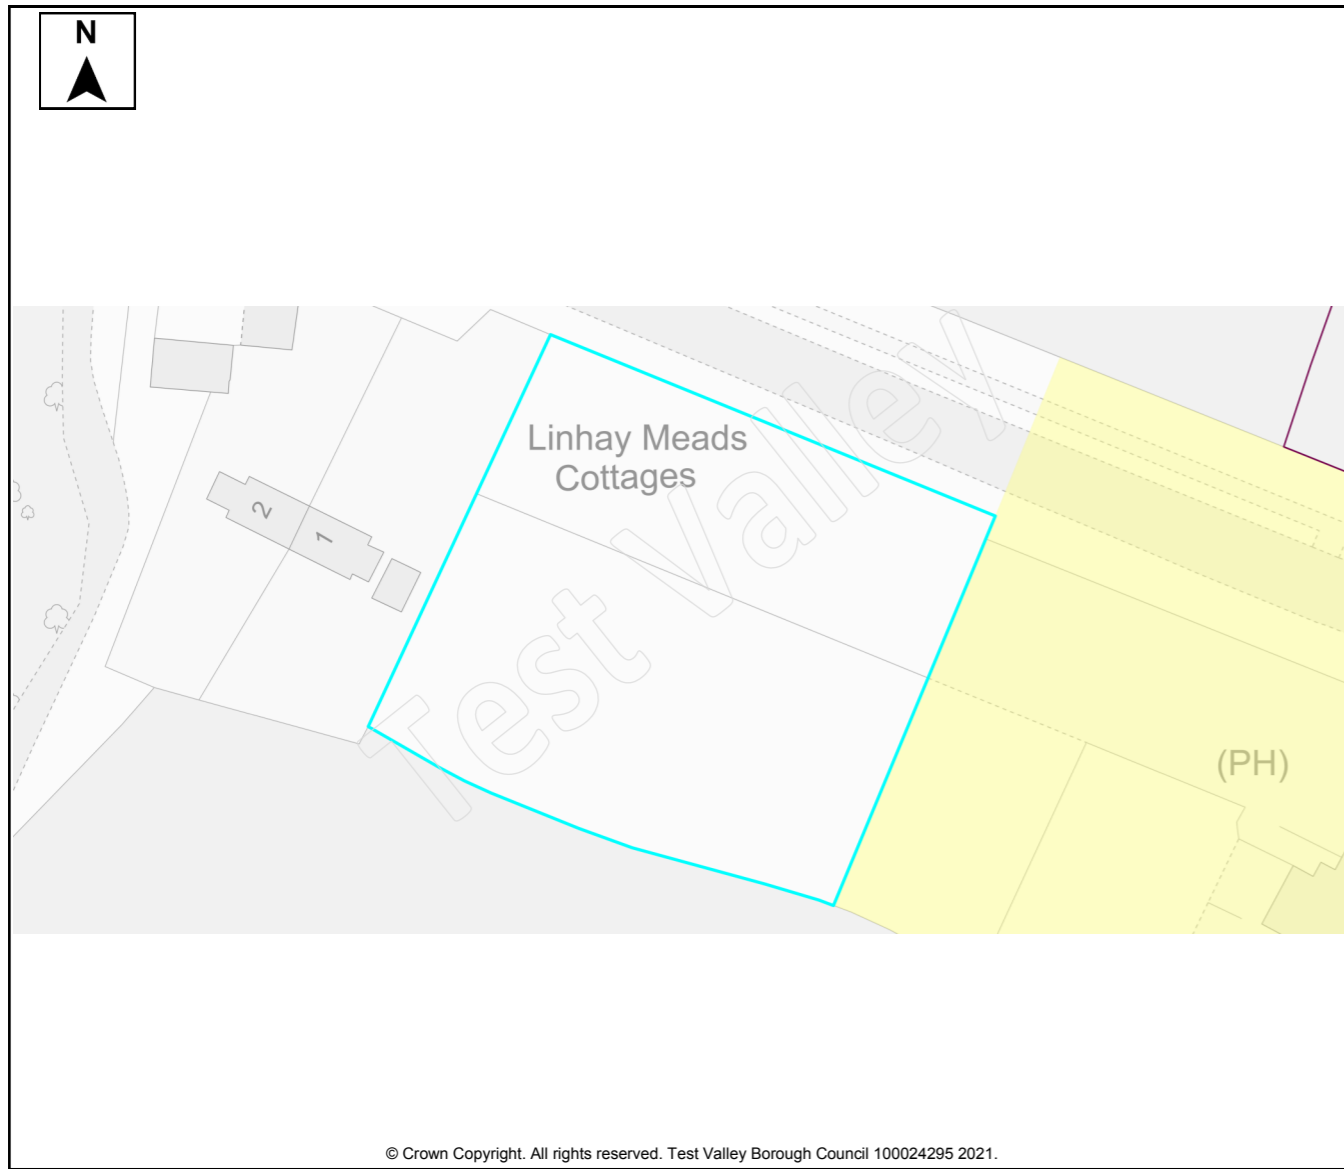 N
Linhay Meads
Cottages
2
1
Test Valley
(PH)
© Crown Copyright. All rights reserved. Test Valley Borough Council 100024295 2021.